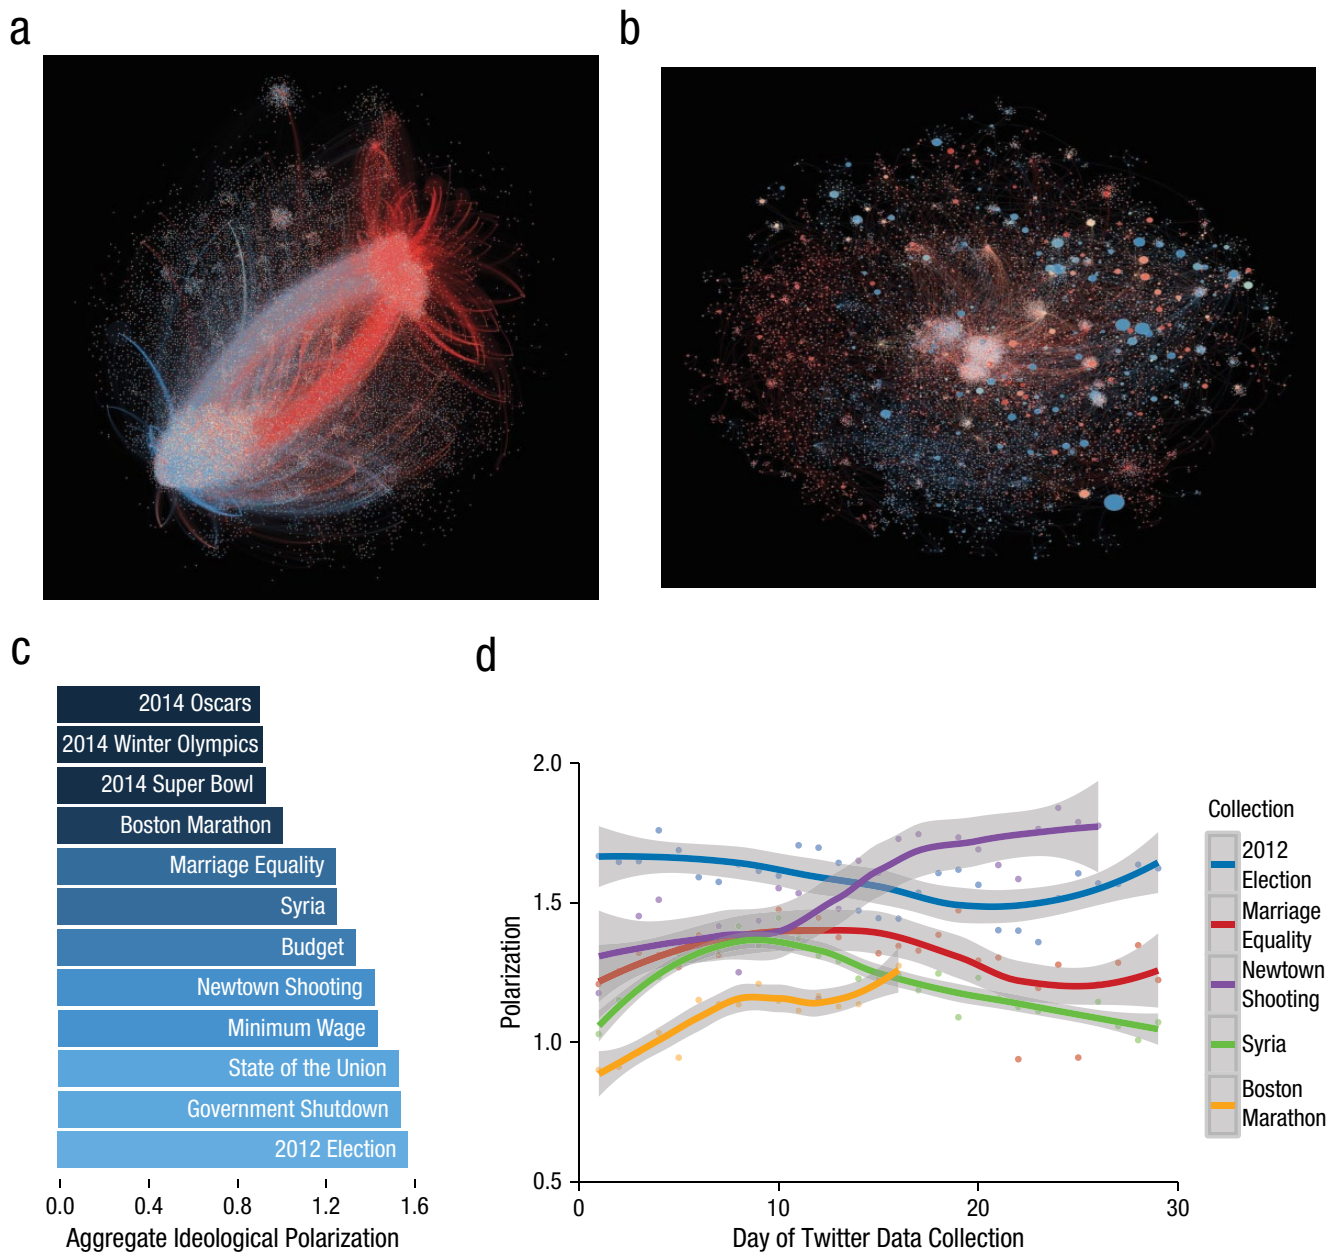 a
b
c
2014 Oscars
2014 Winter Olympics
2014 Super Bowl
Boston Marathon
Marriage Equality
Syria
Budget
Newtown Shooting
Minimum Wage
State of the Union
Government Shutdown
2012 Election
0.0 0.4 0.8 1.2 1.6
Aggregate Ideological Polarization
d
2.0
1.5
1.0
0.5
Polarization
0 10 20 30
Day of Twitter Data Collection
Collection
2012
Election
Marriage
Equality
Newtown
Shooting
Syria
Boston
Marathon